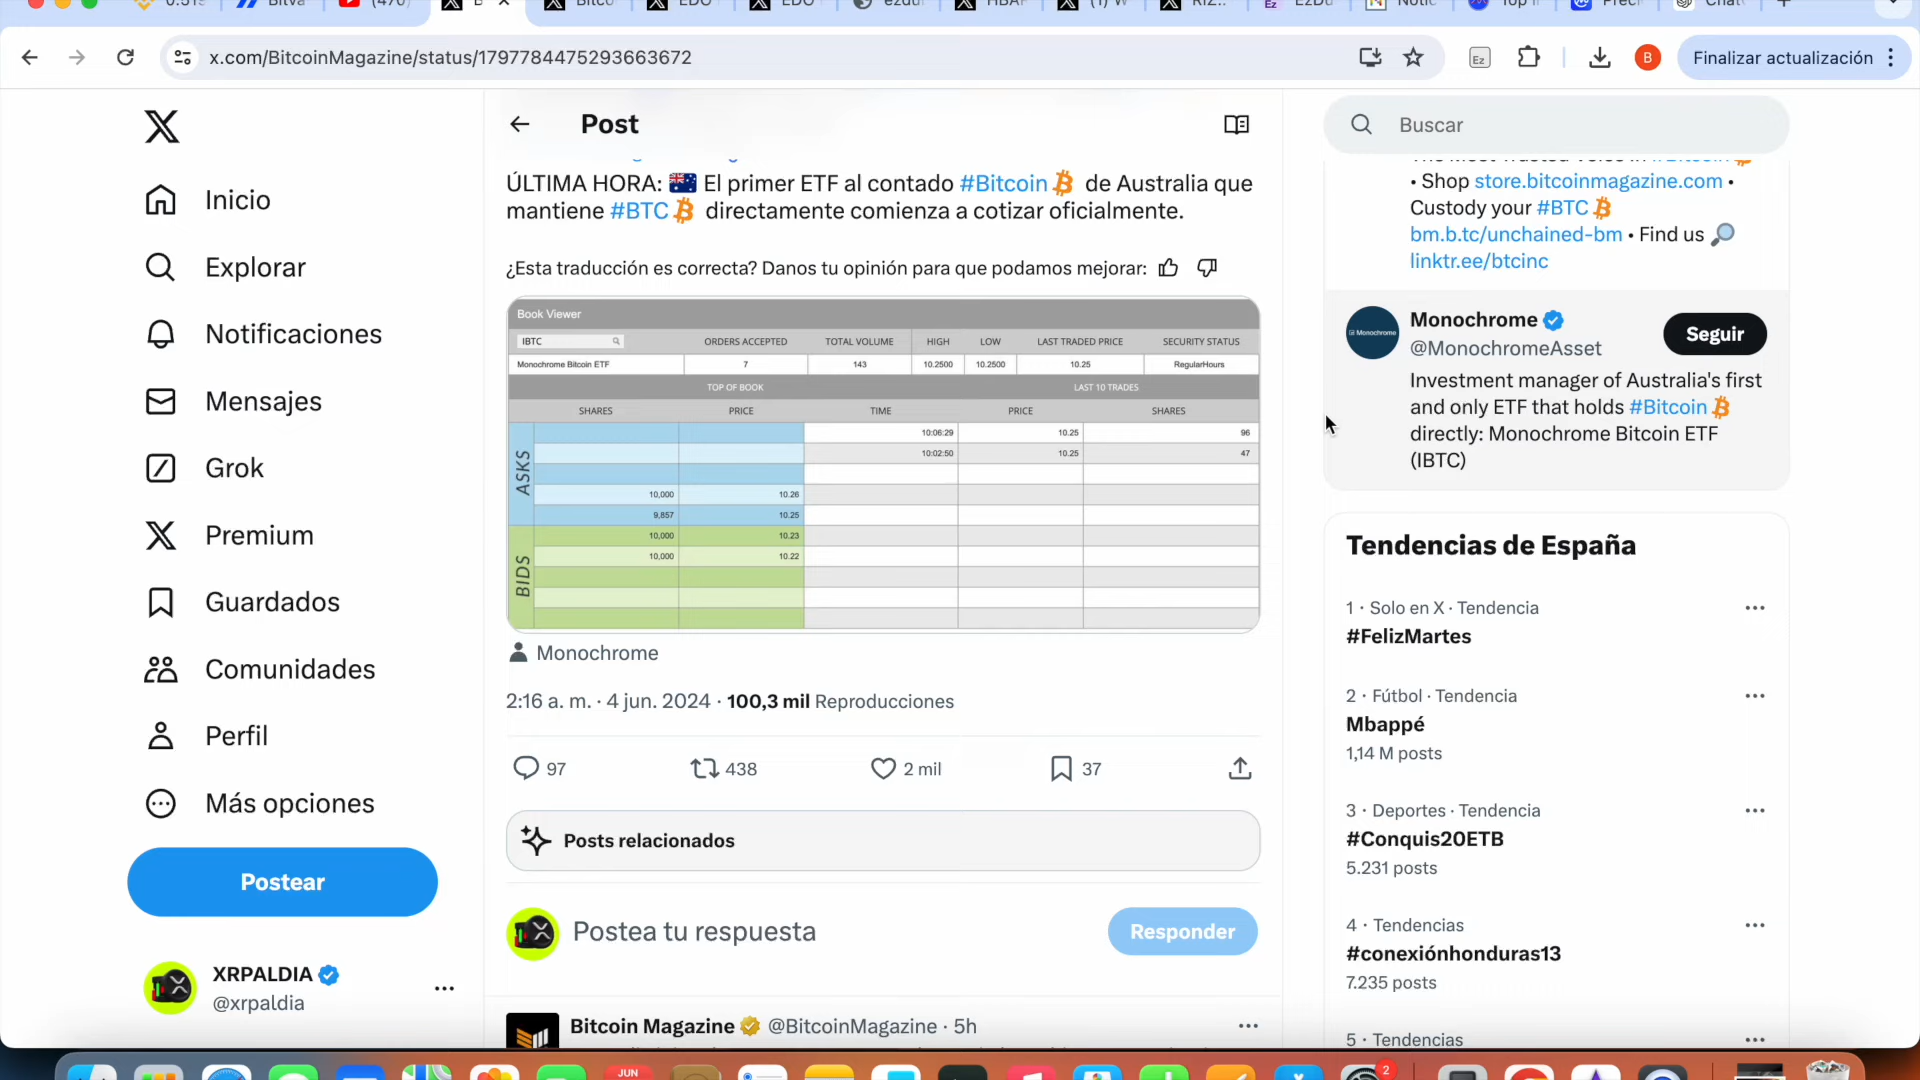 x.com/BitcoinMagazine/status/1797784475293663672
Finalizar actualización
B
Ez
Inicio
Explorar
Notificaciones
Mensajes
Grok
Premium
Guardados
Comunidades
Perfil
Más opciones
Postear
XRPALDIA
@xrpaldia
Post
ÚLTIMA HORA: El primer ETF al contado #Bitcoin de Australia que
mantiene #BTC directamente comienza a cotizar oficialmente.
¿Esta traducción es correcta? Danos tu opinión para que podamos mejorar:
Book Viewer
IBTC ORDERS ACCEPTED TOTAL VOLUME HIGH LOW LAST TRADED PRICE SECURITY STATUS
Monochrome Bitcoin ETF 7 143 10.2500 10.2500 10.25 RegularHours
TOP OF BOOK LAST 10 TRADES
SHARES PRICE TIME PRICE SHARES
ASKS
10:06:29 10.25 96
10:02:50 10.25 47
10,000 10.26
9,857 10.25
BIDS
10,000 10.23
10,000 10.22
Monochrome
2:16 a. m. · 4 jun. 2024 · 100,3 mil Reproducciones
97 438 2 mil 37
Posts relacionados
Postea tu respuesta
Responder
Bitcoin Magazine @BitcoinMagazine · 5h
Buscar
• Shop store.bitcoinmagazine.com •
Custody your #BTC
bm.b.tc/unchained-bm • Find us
linktr.ee/btcinc
Monochrome
@MonochromeAsset
Seguir
Investment manager of Australia's first
and only ETF that holds #Bitcoin
directly: Monochrome Bitcoin ETF
(IBTC)
Tendencias de España
1 · Solo en X · Tendencia
#FelizMartes
2 · Fútbol · Tendencia
Mbappé
1,14 M posts
3 · Deportes · Tendencia
#Conquis20ETB
5.231 posts
4 · Tendencias
#conexiónhonduras13
7.235 posts
5 · Tendencias
JUN
2